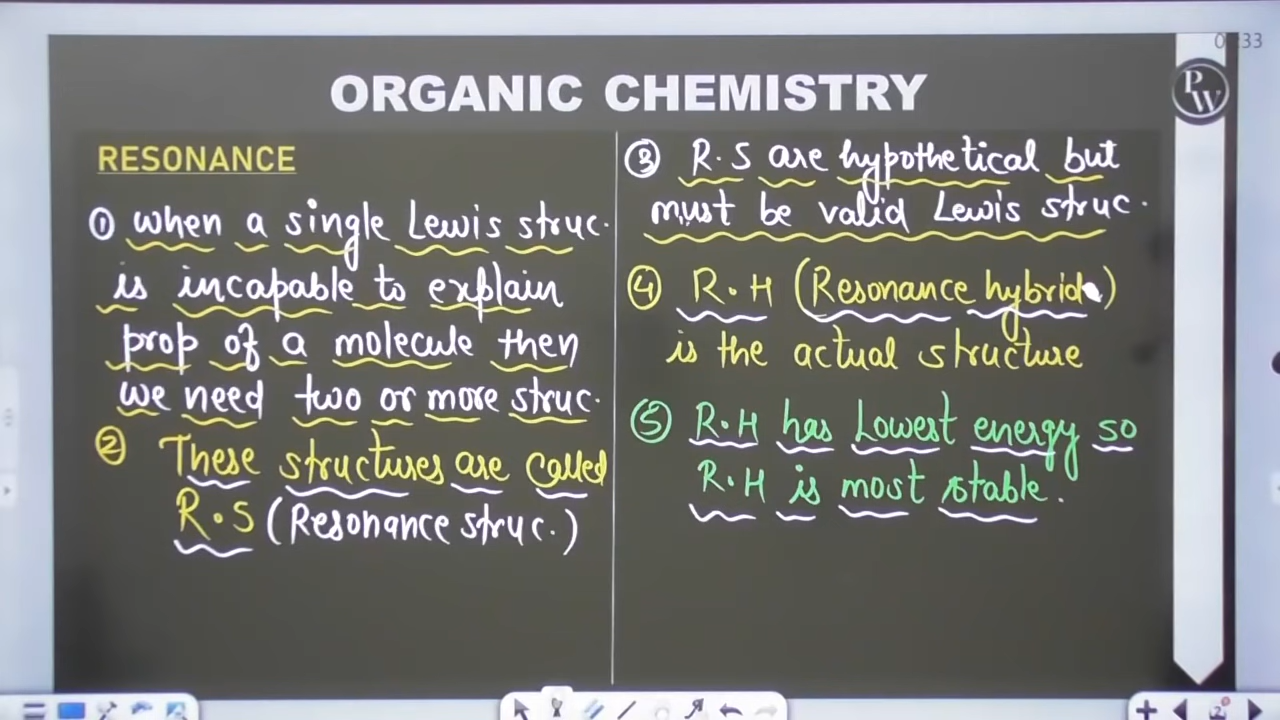 ORGANIC CHEMISTRY
RESONANCE
① when a single Lewis struc.
is incapable to explain
prop of a molecule then
we need two or more struc.
② These structures are called
R.S (Resonance struc.)
③ R.S are hypothetical but
must be valid Lewis struc.
④ R.H (Resonance hybrid)
is the actual structure
⑤ R.H has Lowest energy so
R.H is most stable.
PW